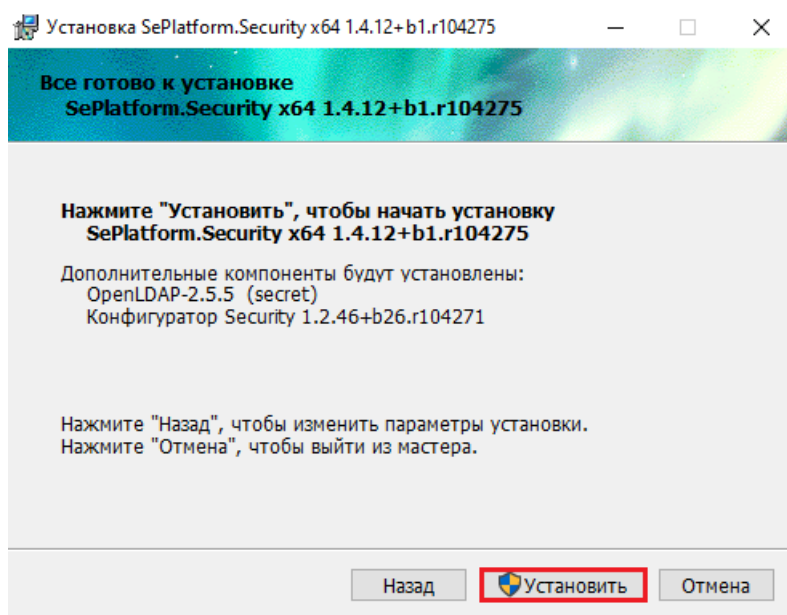 Установка SePlatform.Security x64 1.4.12+b1.r104275
Все готово к установке
SePlatform.Security x64 1.4.12+b1.r104275
Нажмите "Установить", чтобы начать установку
SePlatform.Security x64 1.4.12+b1.r104275
Дополнительные компоненты будут установлены:
OpenLDAP-2.5.5 (secret)
Конфигуратор Security 1.2.46+b26.r104271
Нажмите "Назад", чтобы изменить параметры установки.
Нажмите "Отмена", чтобы выйти из мастера.
Назад Установить Отмена